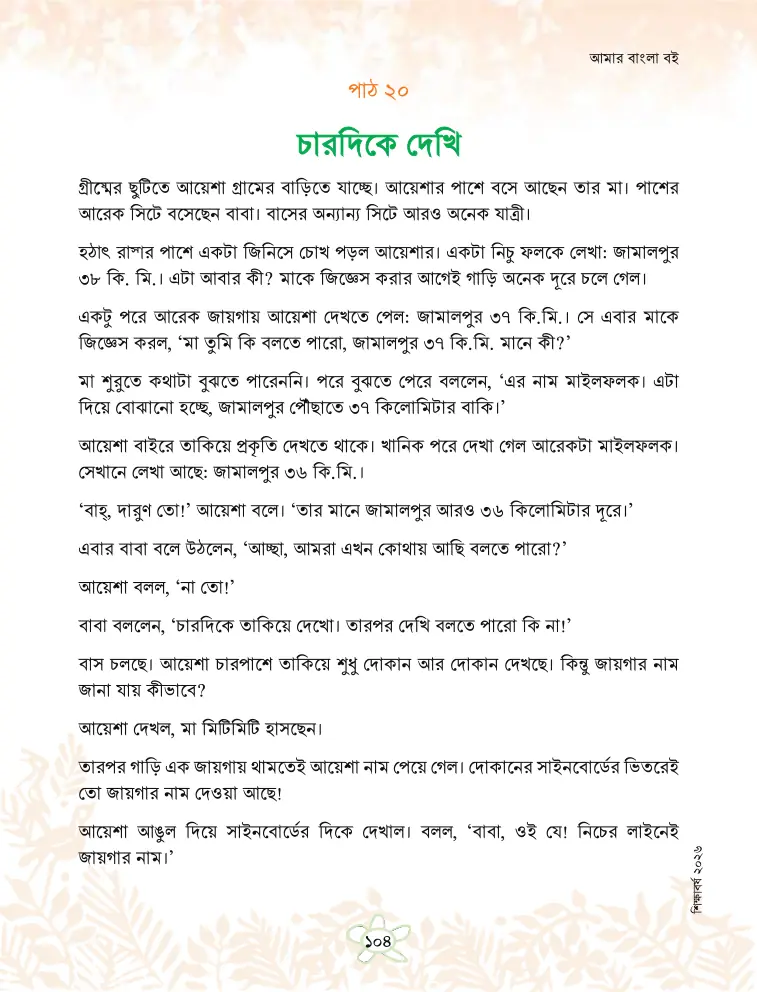 আমার বাংলা বই
পাঠ ২০
চারদিকে দেখি
গ্রীষ্মের ছুটিতে আয়েশা গ্রামের বাড়িতে যাচ্ছে। আয়েশার পাশে বসে আছেন তার মা। পাশের
আরেক সিটে বসেছেন বাবা। বাসের অন্যান্য সিটে আরও অনেক যাত্রী।
হঠাৎ রাস্তার পাশে একটা জিনিসে চোখ পড়ল আয়েশার। একটা নিচু ফলকে লেখা: জামালপুর
৩৮ কি. মি.। এটা আবার কী? মাকে জিজ্ঞেস করার আগেই গাড়ি অনেক দূরে চলে গেল।
একটু পরে আরেক জায়গায় আয়েশা দেখতে পেল: জামালপুর ৩৭ কি.মি.। সে এবার মাকে
জিজ্ঞেস করল, ‘মা তুমি কি বলতে পারো, জামালপুর ৩৭ কি.মি. মানে কী?’
মা শুরুতে কথাটা বুঝতে পারেননি। পরে বুঝতে পেরে বললেন, ‘এর নাম মাইলফলক। এটা
দিয়ে বোঝানো হচ্ছে, জামালপুর পৌঁছাতে ৩৭ কিলোমিটার বাকি।’
আয়েশা বাইরে তাকিয়ে প্রকৃতি দেখতে থাকে। খানিক পরে দেখা গেল আরেকটা মাইলফলক।
সেখানে লেখা আছে: জামালপুর ৩৬ কি.মি.।
‘বাহ্, দারুণ তো!’ আয়েশা বলে। ‘তার মানে জামালপুর আরও ৩৬ কিলোমিটার দূরে।’
এবার বাবা বলে উঠলেন, ‘আচ্ছা, আমরা এখন কোথায় আছি বলতে পারো?’
আয়েশা বলল, ‘না তো!’
বাবা বললেন, ‘চারদিকে তাকিয়ে দেখো। তারপর দেখি বলতে পারো কি না!’
বাস চলছে। আয়েশা চারপাশে তাকিয়ে শুধু দোকান আর দোকান দেখছে। কিন্তু জায়গার নাম
জানা যায় কীভাবে?
আয়েশা দেখল, মা মিটিমিটি হাসছেন।
তারপর গাড়ি এক জায়গায় থামতেই আয়েশা নাম পেয়ে গেল। দোকানের সাইনবোর্ডের ভিতরেই
তো জায়গার নাম দেওয়া আছে!
আয়েশা আঙুল দিয়ে সাইনবোর্ডের দিকে দেখাল। বলল, ‘বাবা, ওই যে! নিচের লাইনেই
জায়গার নাম।’
শিক্ষাবর্ষ ২০২৬
১০৪